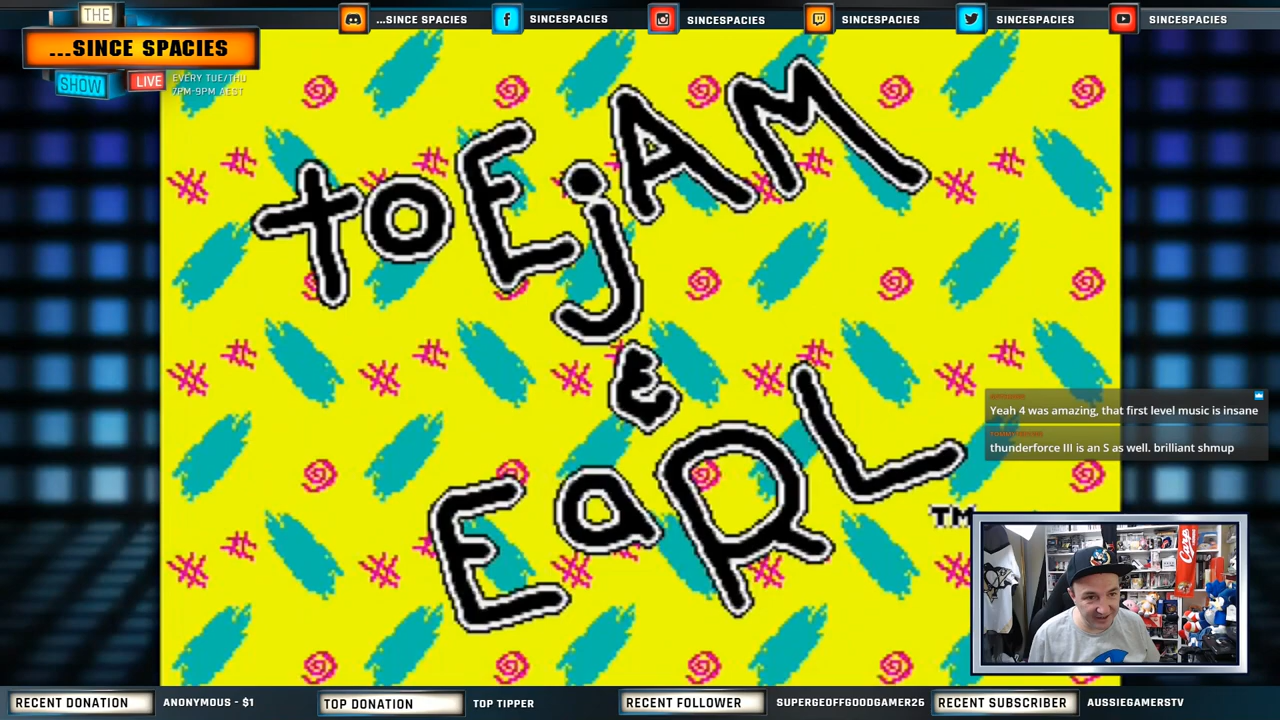 THE
...SINCE SPACIES
SHOW
LIVE
EVERY TUE/THU
7PM-9PM AEST
...SINCE SPACIES
SINCESPACIES
SINCESPACIES
SINCESPACIES
SINCESPACIES
SINCESPACIES
toEjAM
&
EaRL
TM
Yeah 4 was amazing, that first level music is insane
thunderforce III is an S as well. brilliant shmup
RECENT DONATION
ANONYMOUS - $1
TOP DONATION
TOP TIPPER
RECENT FOLLOWER
SUPERGEOFFGOODGAMER26
RECENT SUBSCRIBER
AUSSIEGAMERSTV